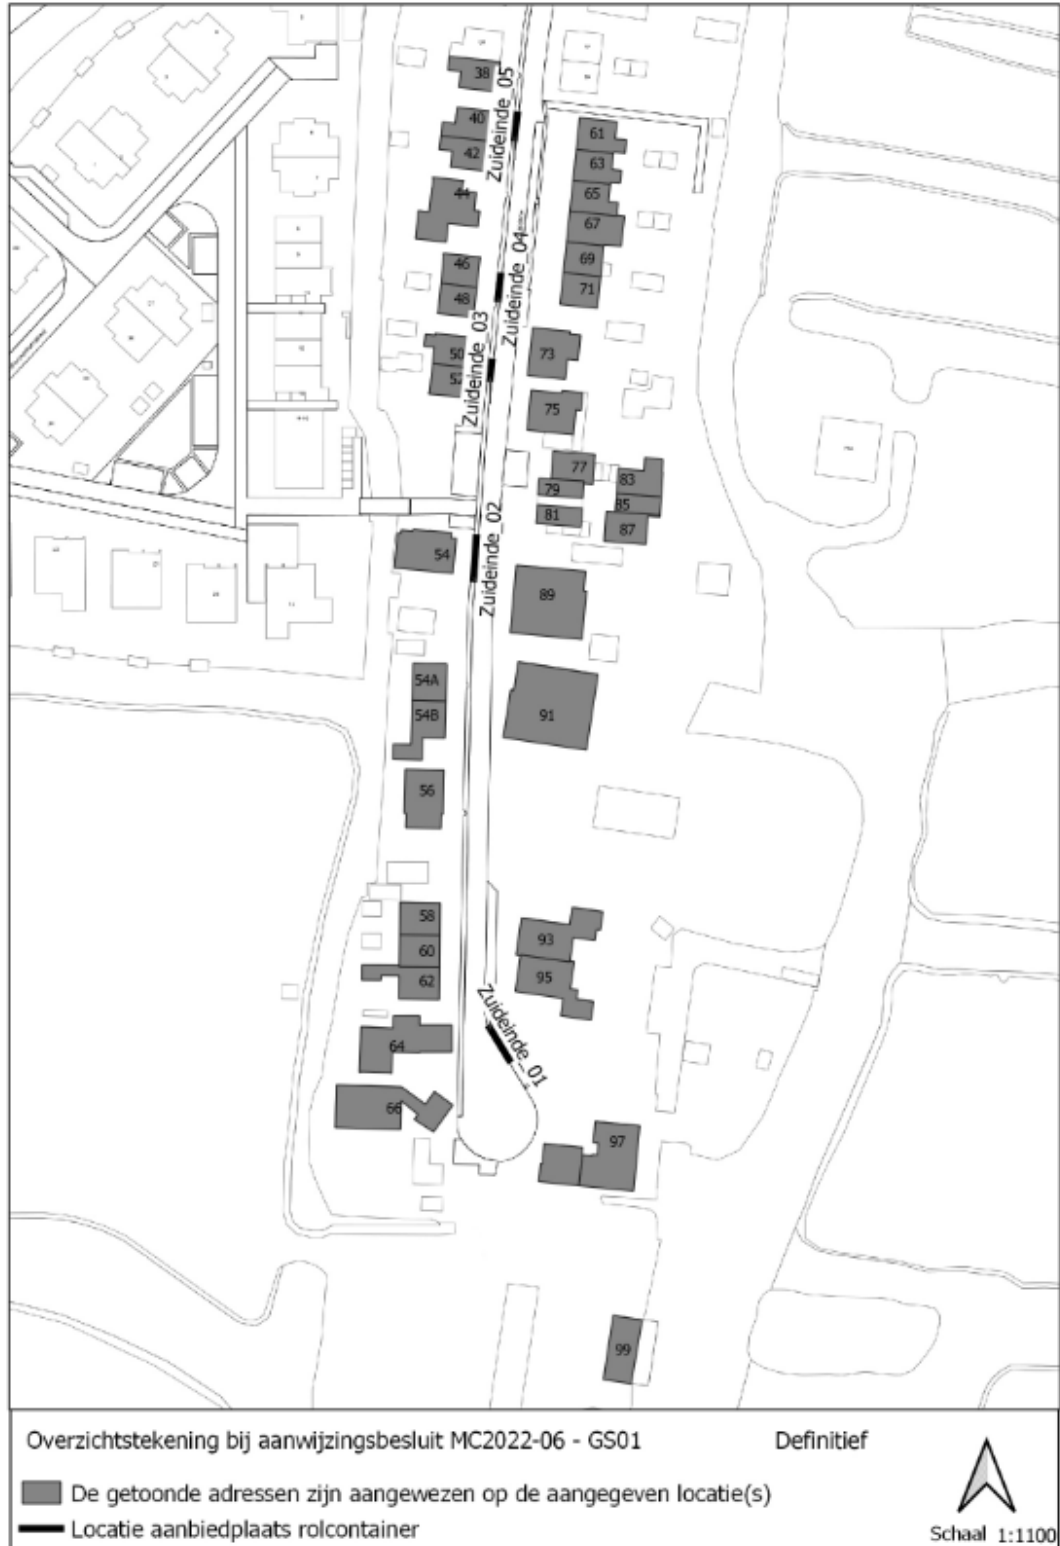 38
Zuideinde_05
40
42
61
63
44
65
67
Zuideinde_04
46
69
48
71
Zuideinde_03
50
73
52
75
77
83
79
85
81
87
Zuideinde_02
54
89
54A
54B
91
56
58
93
60
95
62
Zuideinde_01
64
66
97
99
Overzichtstekening bij aanwijzingsbesluit MC2022-06 - GS01
Definitief
De getoonde adressen zijn aangewezen op de aangegeven locatie(s)
Locatie aanbiedplaats rolcontainer
Schaal 1:1100